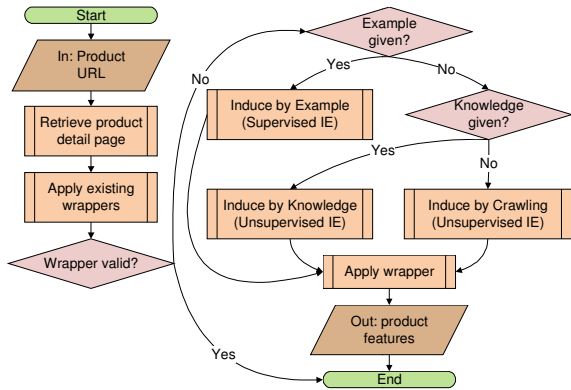 Start
In: Product
URL
Retrieve product
detail page
Apply existing
wrappers
Wrapper valid?
No
Yes
Example
given?
Yes
No
Induce by Example
(Supervised IE)
Knowledge
given?
Yes
No
Induce by Knowledge
(Unsupervised IE)
Induce by Crawling
(Unsupervised IE)
Apply wrapper
Out: product
features
End